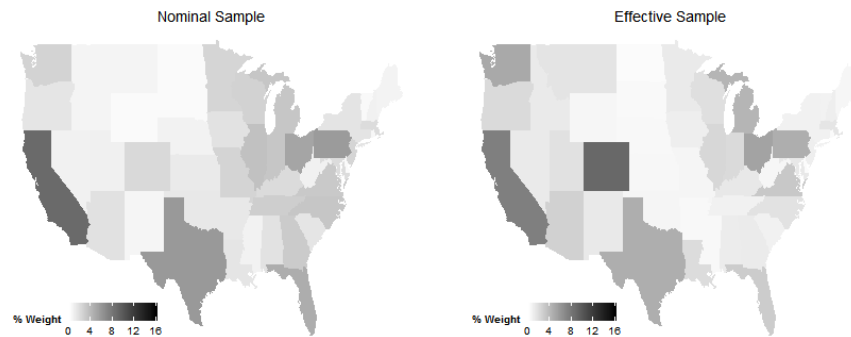 Nominal Sample
Effective Sample
% Weight
0 4 8 12 16
% Weight
0 4 8 12 16